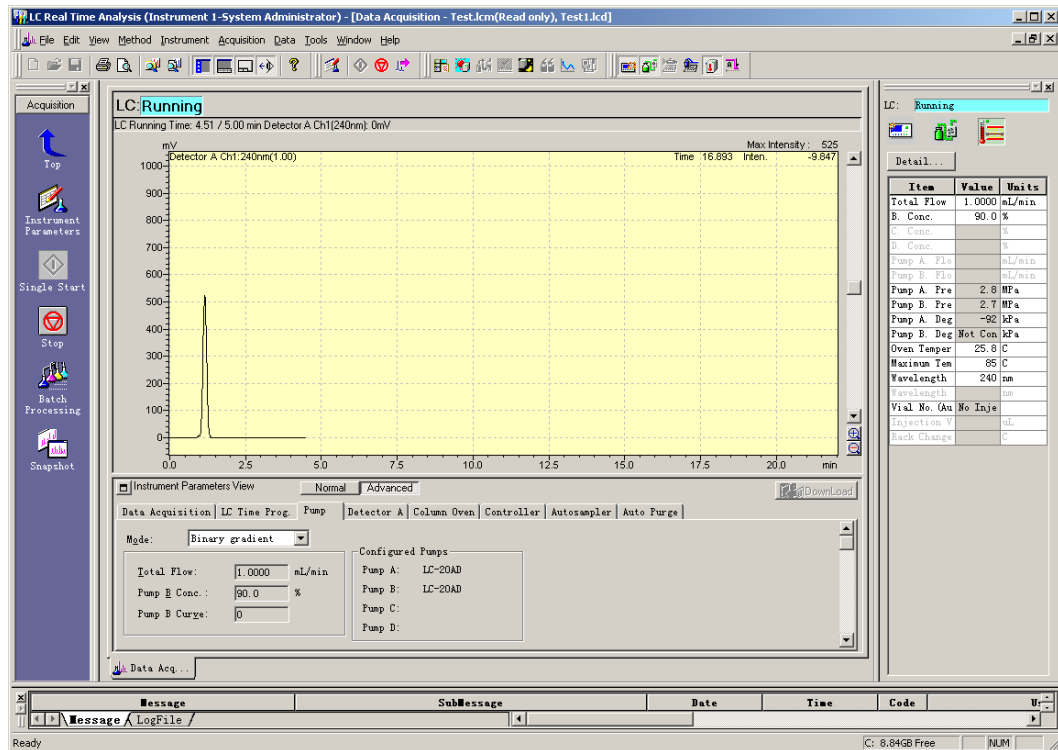 LC Real Time Analysis (Instrument 1-System Administrator) - [Data Acquisition - Test.lcm(Read only), Test1.lcd]
File Edit View Method Instrument Acquisition Data Tools Window Help
Acquisition
Top
Instrument
Parameters
Single Start
Stop
Batch
Processing
Snapshot
LC: Running
LC Running Time: 4.51 / 5.00 min Detector A Ch1(240nm): 0mV
mV
Max Intensity : 525
Detector A Ch1:240nm(1.00)
Time 16.893 Inten. -9.847
1000
900
800
700
600
500
400
300
200
100
0
0.0 2.5 5.0 7.5 10.0 12.5 15.0 17.5 20.0 min
Instrument Parameters View Normal Advanced DownLoad
Data Acquisition LC Time Prog. Pump Detector A Column Oven Controller Autosampler Auto Purge
Mode: Binary gradient
Total Flow: 1.0000 mL/min
Pump B Conc.: 90.0 %
Pump B Curve: 0
Configured Pumps
Pump A: LC-20AD
Pump B: LC-20AD
Pump C:
Pump D:
Data Acq...
LC: Running
Detail...
Item Value Units
Total Flow 1.0000 mL/min
B. Conc. 90.0 %
C. Conc. %
D. Conc. %
Pump A. Flo mL/min
Pump B. Flo mL/min
Pump A. Pre 2.8 MPa
Pump B. Pre 2.7 MPa
Pump A. Deg -92 kPa
Pump B. Deg Not Con kPa
Oven Temper 25.8 C
Maximum Tem 85 C
Wavelength 240 nm
Wavelength nm
Vial No. (Au No Inje
Injection V uL
Rack Change C
Message SubMessage Date Time Code U
Message LogFile
Ready
C: 8.84GB Free NUM